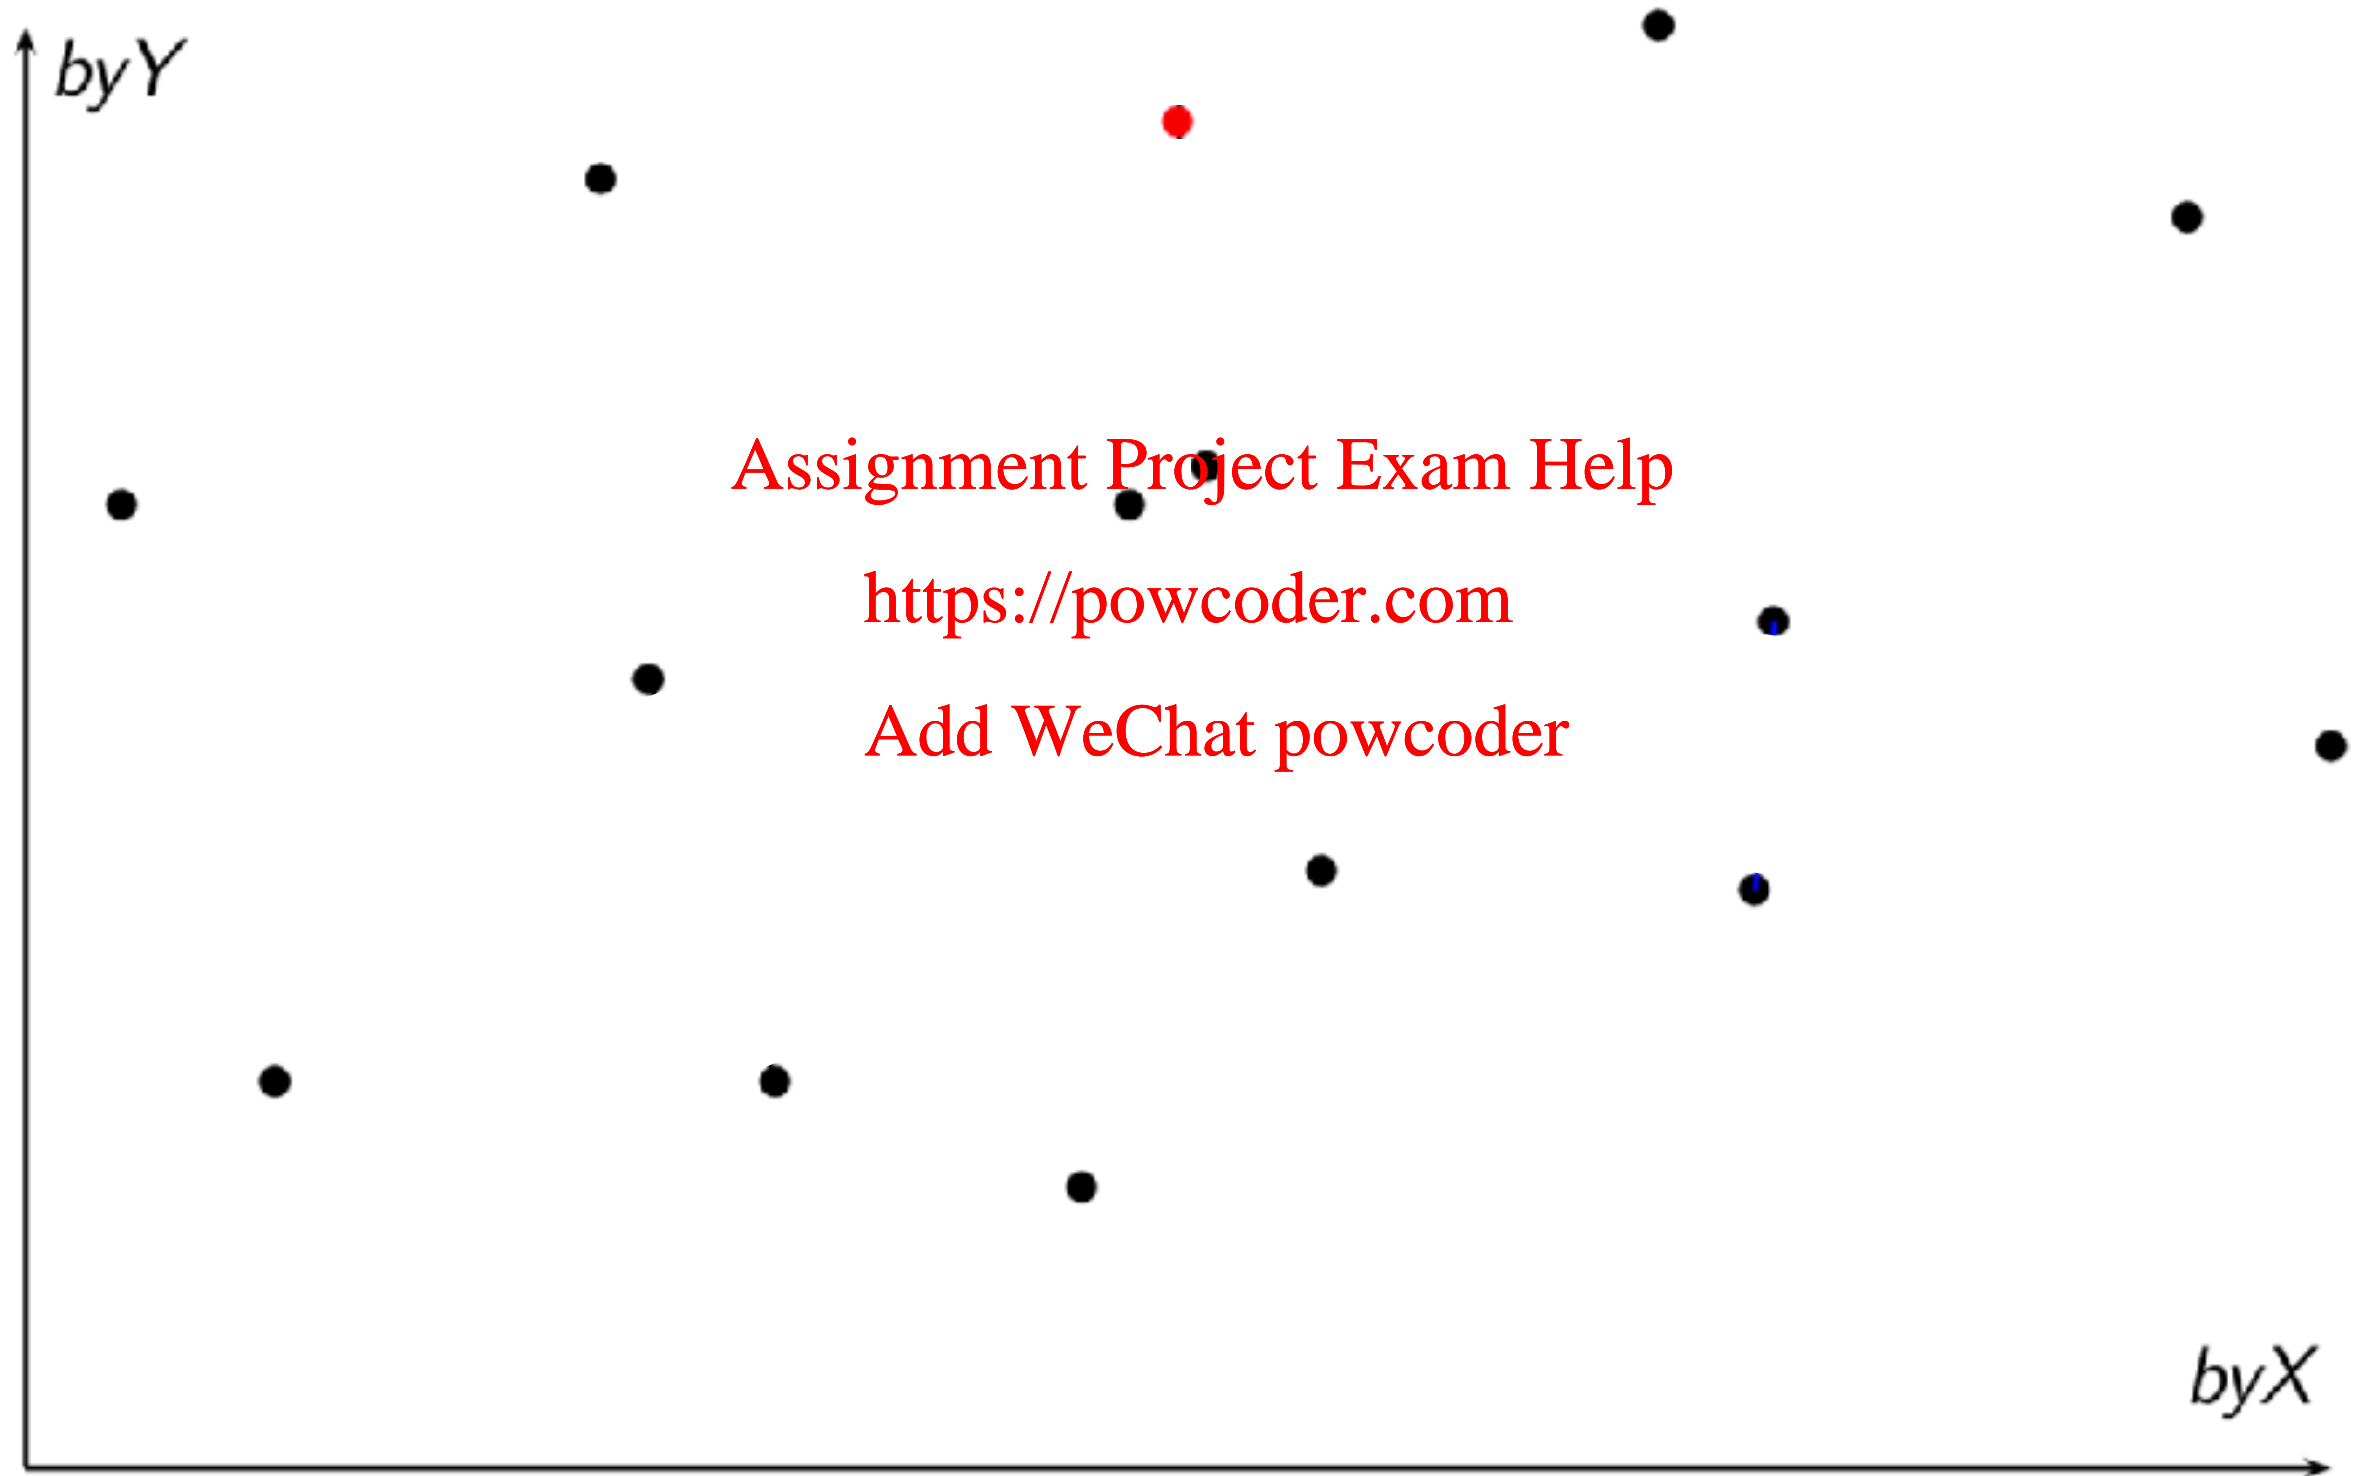 byY
Assignment Project Exam Help
https://powcoder.com
Add WeChat powcoder
byX